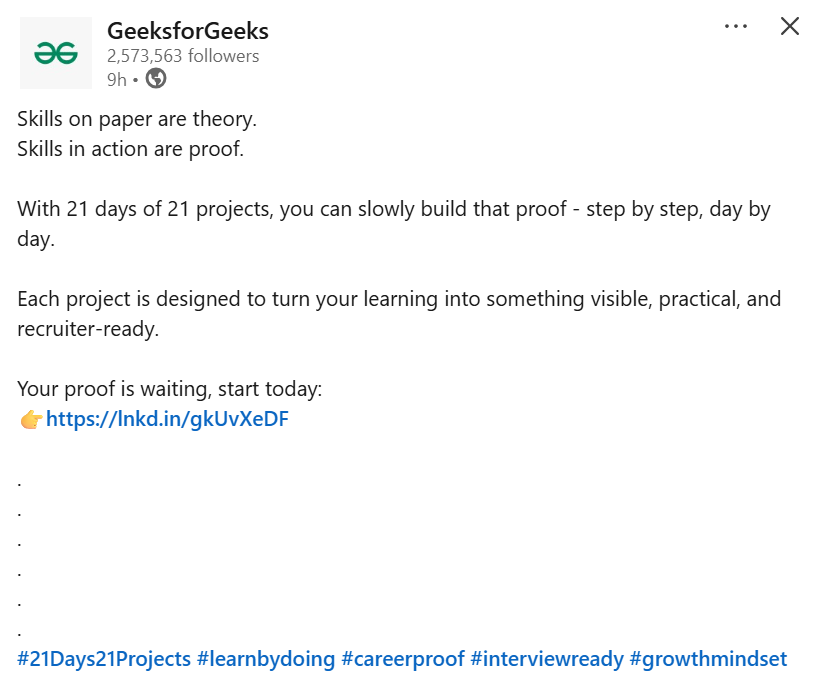 GeeksforGeeks
2,573,563 followers
9h •
Skills on paper are theory.
Skills in action are proof.
With 21 days of 21 projects, you can slowly build that proof - step by step, day by
day.
Each project is designed to turn your learning into something visible, practical, and
recruiter-ready.
Your proof is waiting, start today:
👉https://lnkd.in/gkUvXeDF
.
.
.
.
.
.
#21Days21Projects #learnbydoing #careerproof #interviewready #growthmindset